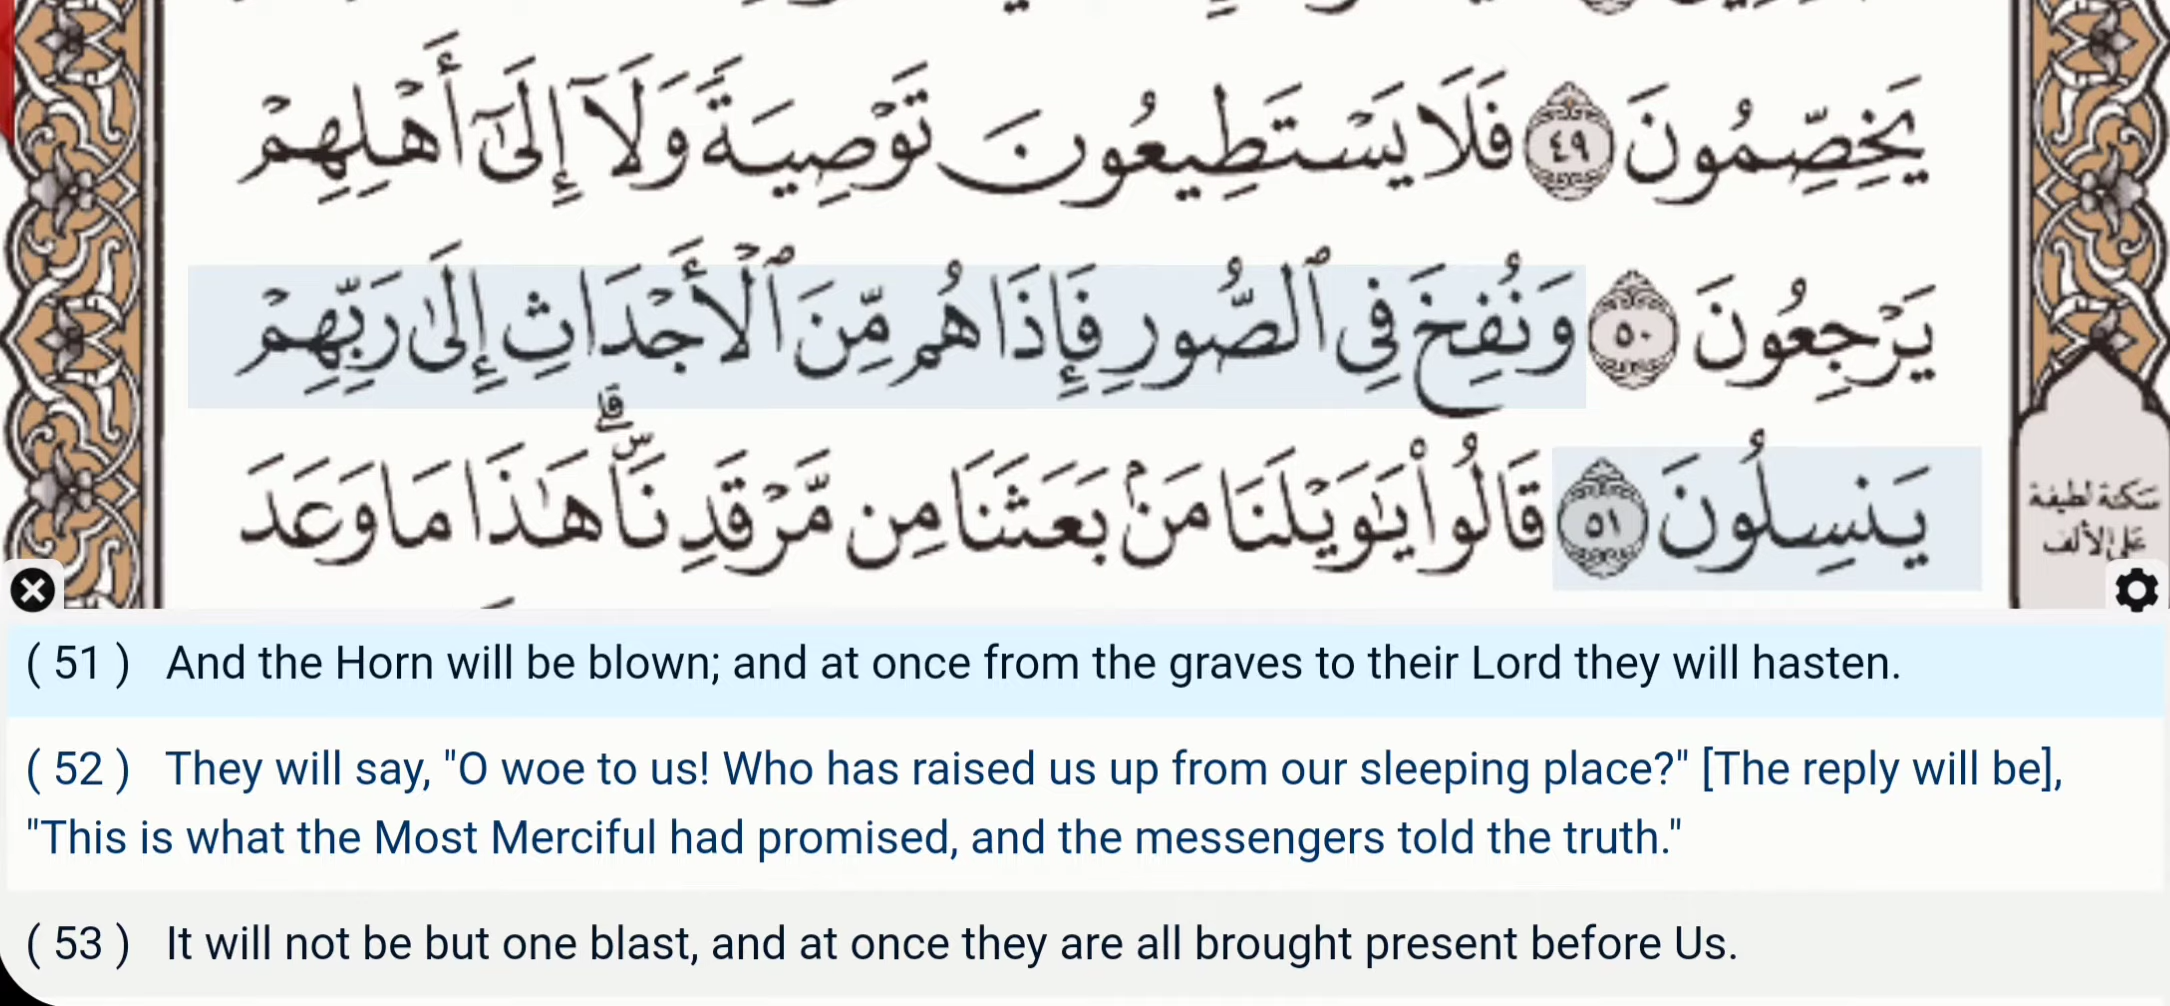 يَخِصِّمُونَ ٤٩ فَلَا يَسْتَطِيعُونَ تَوْصِيَةً وَلَآ إِلَىٰٓ أَهْلِهِمْ
يَرْجِعُونَ ٥٠ وَنُفِخَ فِى ٱلصُّورِ فَإِذَا هُم مِّنَ ٱلْأَجْدَاثِ إِلَىٰ رَبِّهِمْ
يَنسِلُونَ ٥١ قَالُوا۟ يَـٰوَيْلَنَا مَنۢ بَعَثَنَا مِن مَّرْقَدِنَاۜ ۗ هَـٰذَا مَا وَعَدَ
سكتة لطيفة
على الألف
( 51 ) And the Horn will be blown; and at once from the graves to their Lord they will hasten.
( 52 ) They will say, "O woe to us! Who has raised us up from our sleeping place?" [The reply will be],
"This is what the Most Merciful had promised, and the messengers told the truth."
( 53 ) It will not be but one blast, and at once they are all brought present before Us.